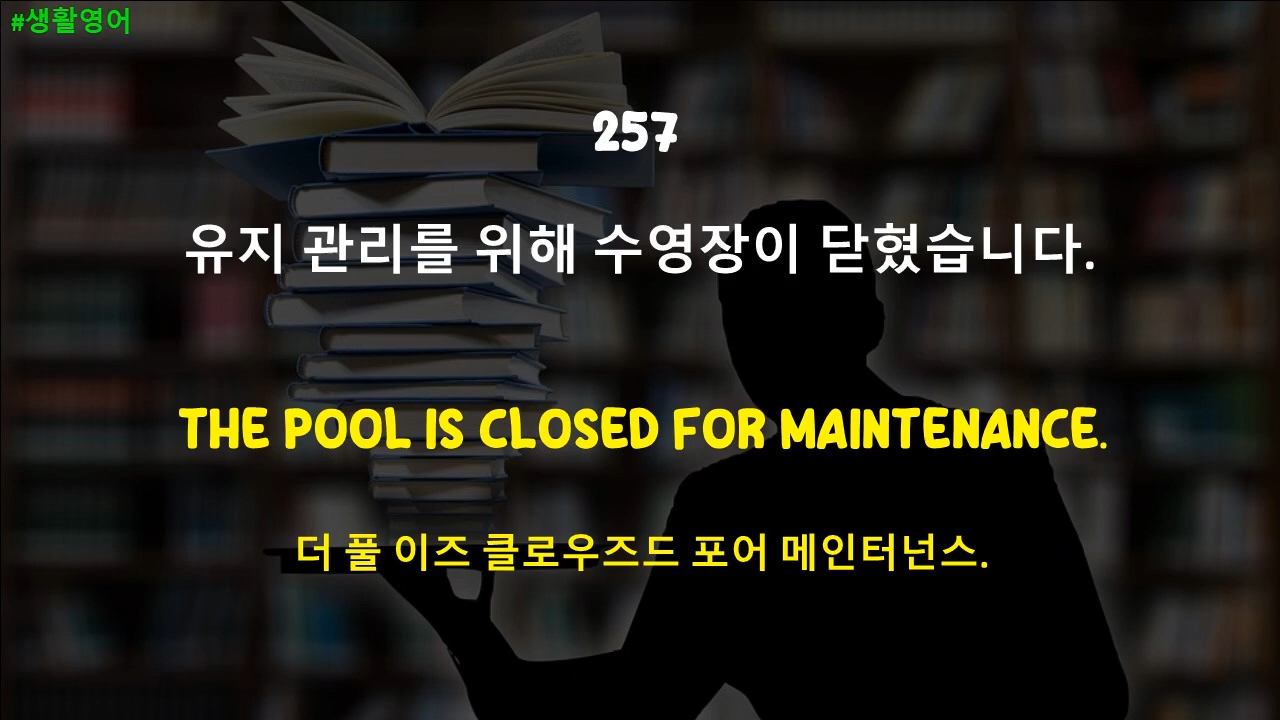 #생활영어
257
유지 관리를 위해 수영장이 닫혔습니다.
THE POOL IS CLOSED FOR MAINTENANCE.
더 풀 이즈 클로우즈드 포어 메인터넌스.